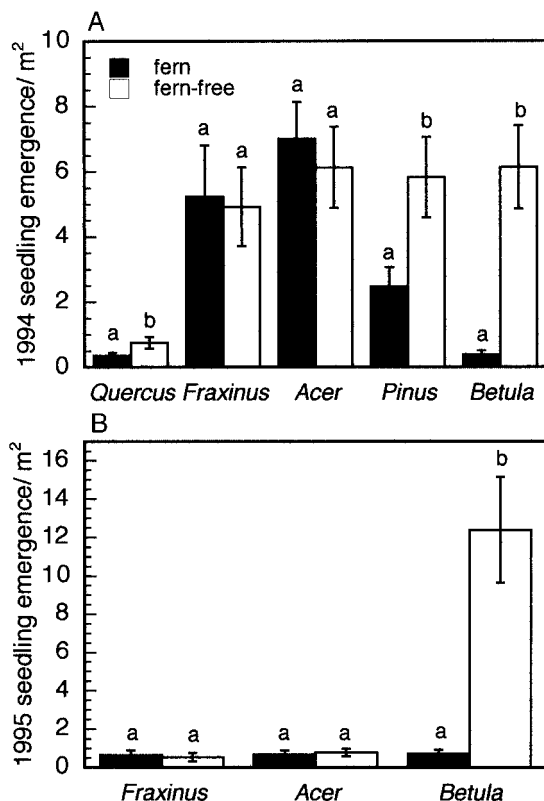 A
1994 seedling emergence/ m²
10
8
6
4
2
0
fern
fern-free
a b a a a a a b a b
Quercus Fraxinus Acer Pinus Betula
B
1995 seedling emergence/ m²
16
14
12
10
8
6
4
2
0
a a a a a b
Fraxinus Acer Betula